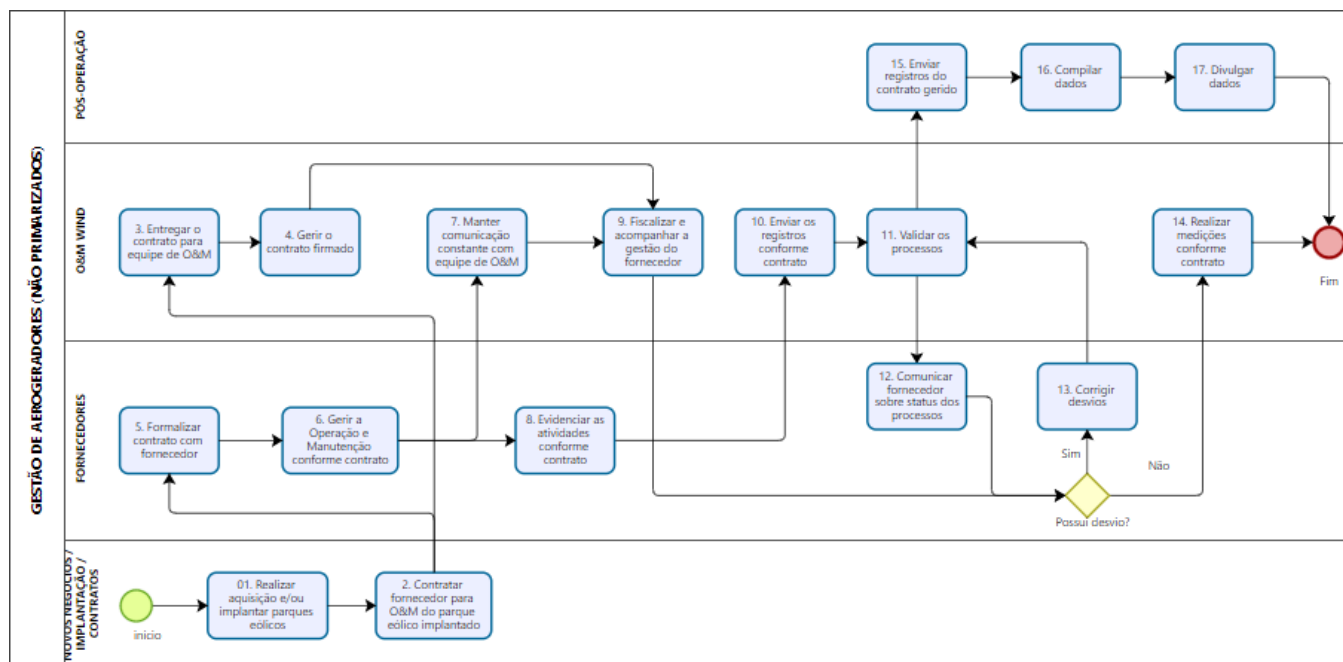 GESTÃO DE AEROGERADORES (NÃO PRIMARIZADOS)
PÓS-OPERAÇÃO
15. Enviar
registros do
contrato gerido
16. Compilar
dados
17. Divulgar
dados
O&M WIND
3. Entregar o
contrato para
equipe de O&M
4. Gerir o
contrato firmado
7. Manter
comunicação
constante com
equipe de O&M
9. Fiscalizar e
acompanhar a
gestão do
fornecedor
10. Enviar os
registros
conforme
contrato
11. Validar os
processos
14. Realizar
medições
conforme
contrato
Fim
FORNECEDORES
5. Formalizar
contrato com
fornecedor
6. Gerir a
Operação e
Manutenção
conforme contrato
8. Evidenciar as
atividades
conforme
contrato
12. Comunicar
fornecedor
sobre status dos
processos
13. Corrigir
desvios
Sim
Não
Possui desvio?
NOVOS NEGÓCIOS /
IMPLANTAÇÃO /
CONTRATOS
inicio
01. Realizar
aquisição e/ou
implantar parques
eólicos
2. Contratar
fornecedor para
O&M do parque
eólico implantado